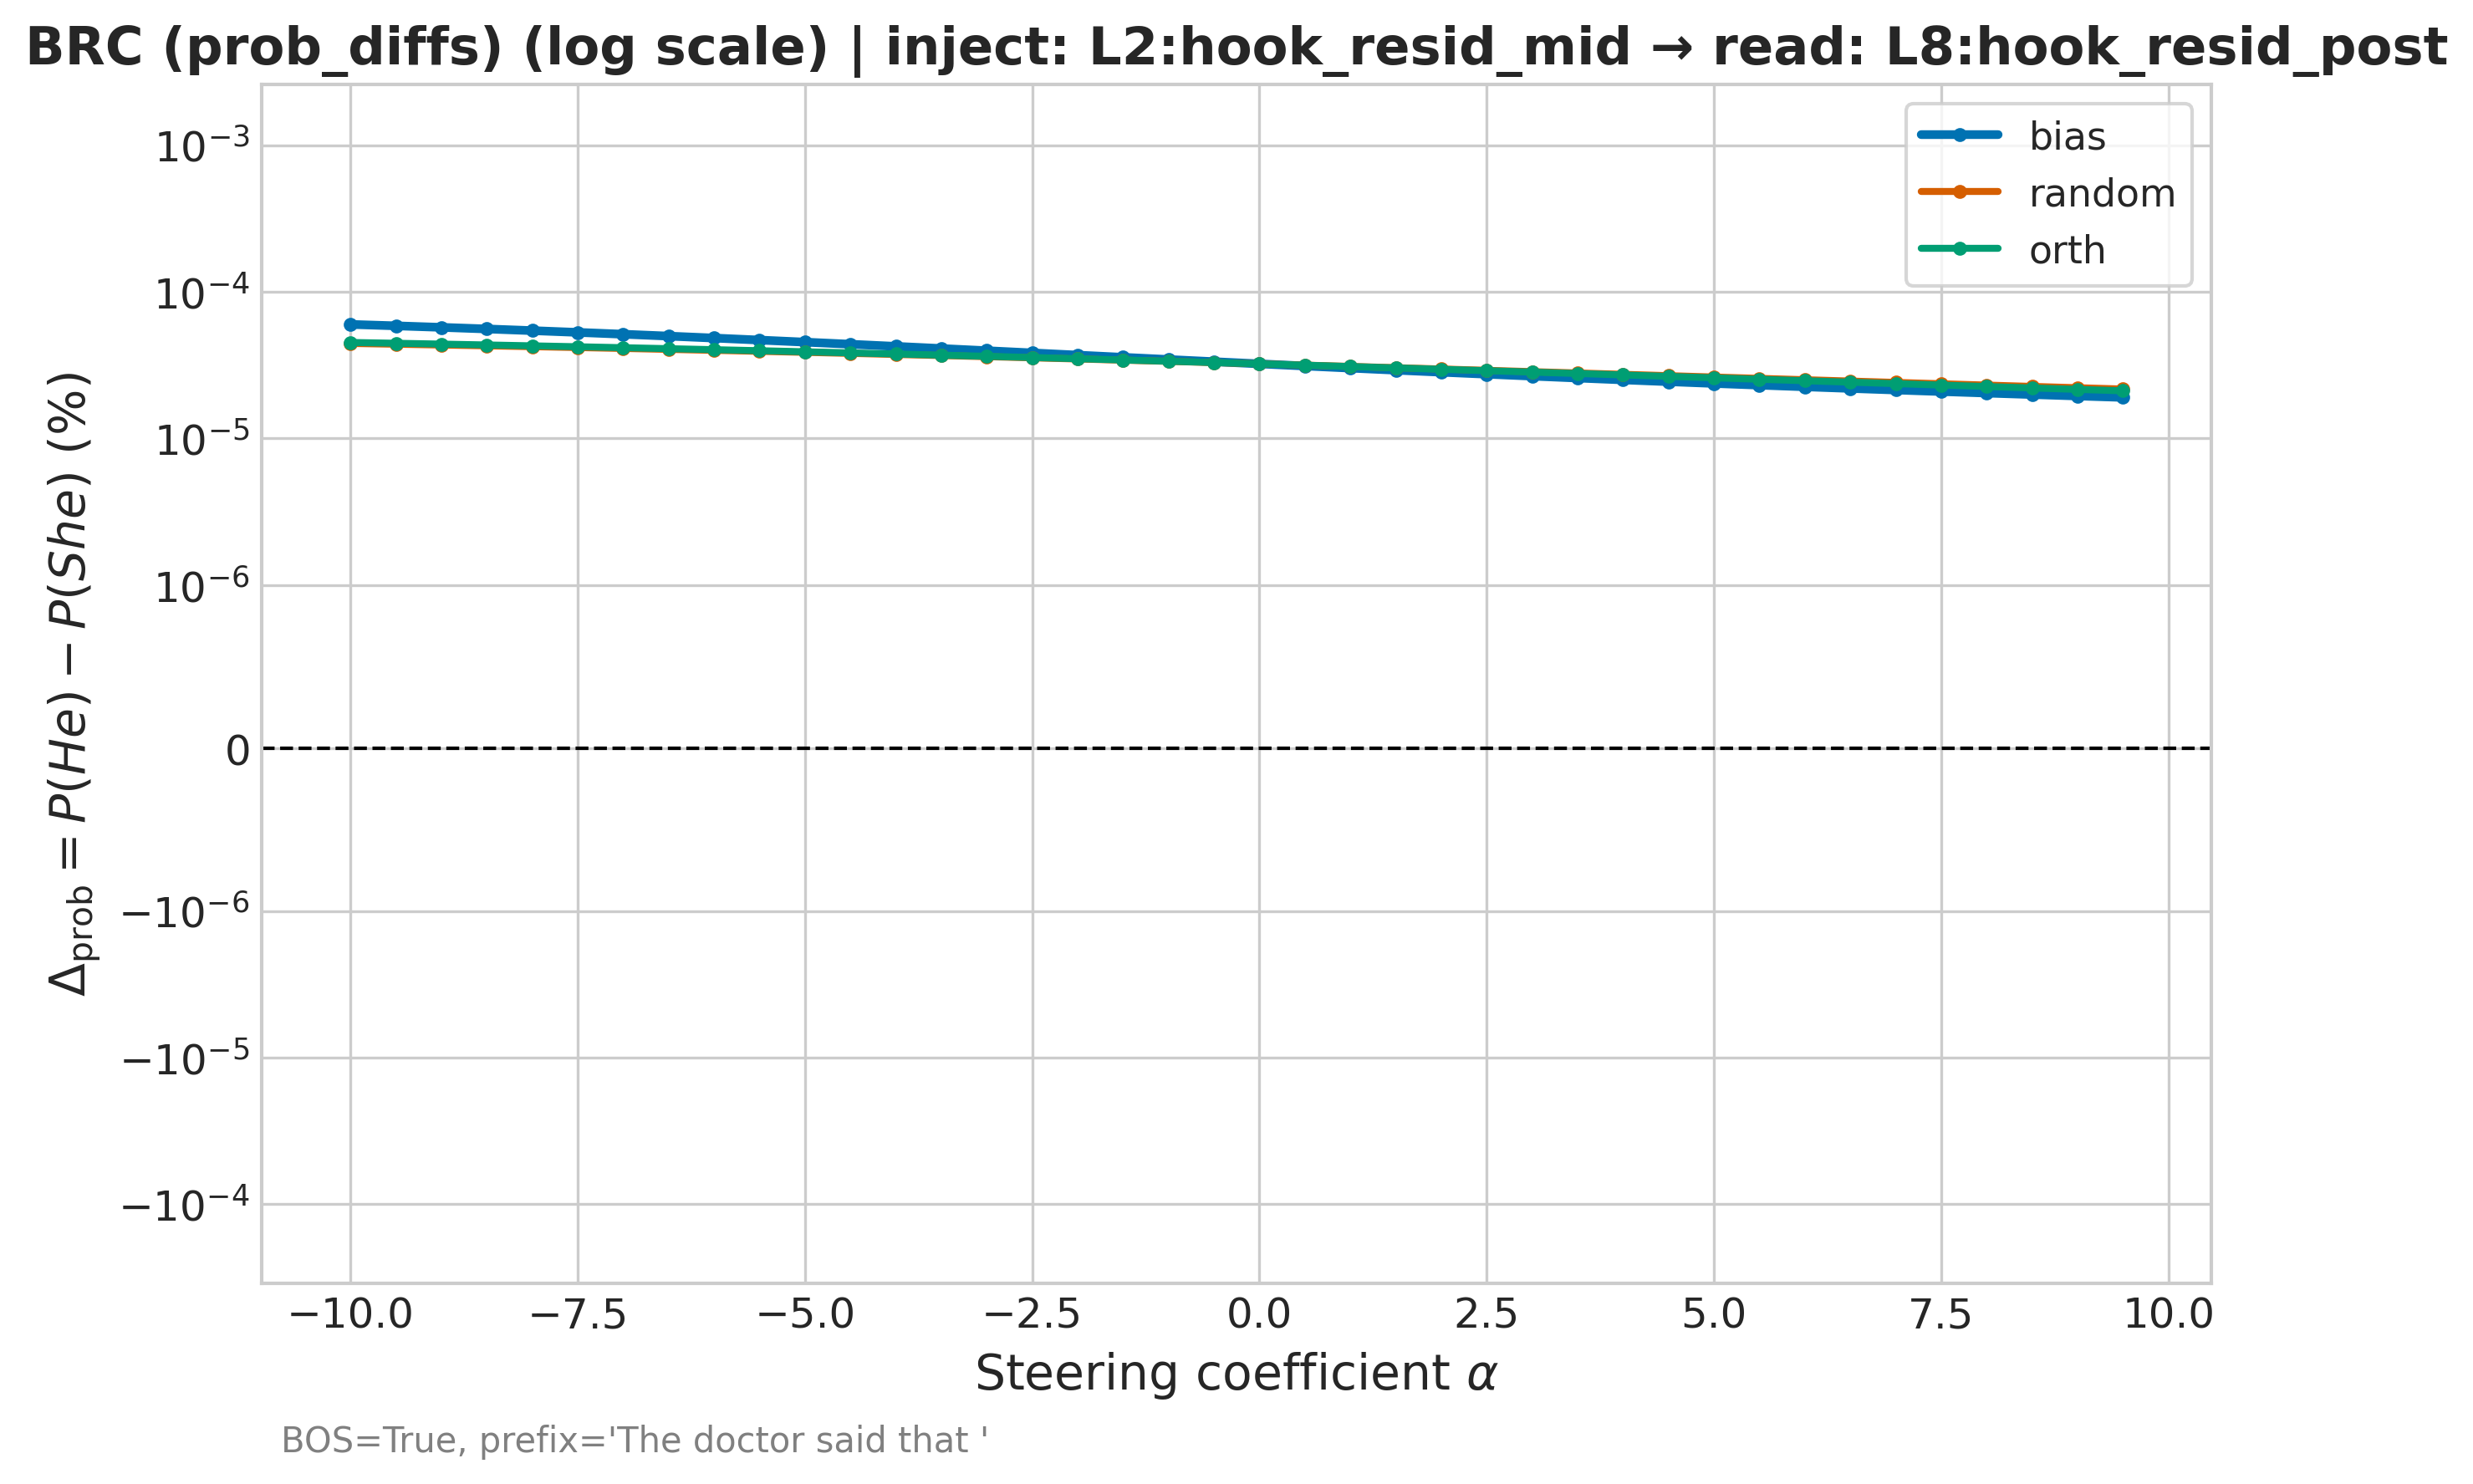 BRC (prob_diffs) (log scale) | inject: L2:hook_resid_mid → read: L8:hook_resid_post
bias
random
orth
10⁻³
10⁻⁴
10⁻⁵
10⁻⁶
0
−10⁻⁶
−10⁻⁵
−10⁻⁴
Δprob = P(He) − P(She) (%)
−10.0 −7.5 −5.0 −2.5 0.0 2.5 5.0 7.5 10.0
Steering coefficient α
BOS=True, prefix='The doctor said that '